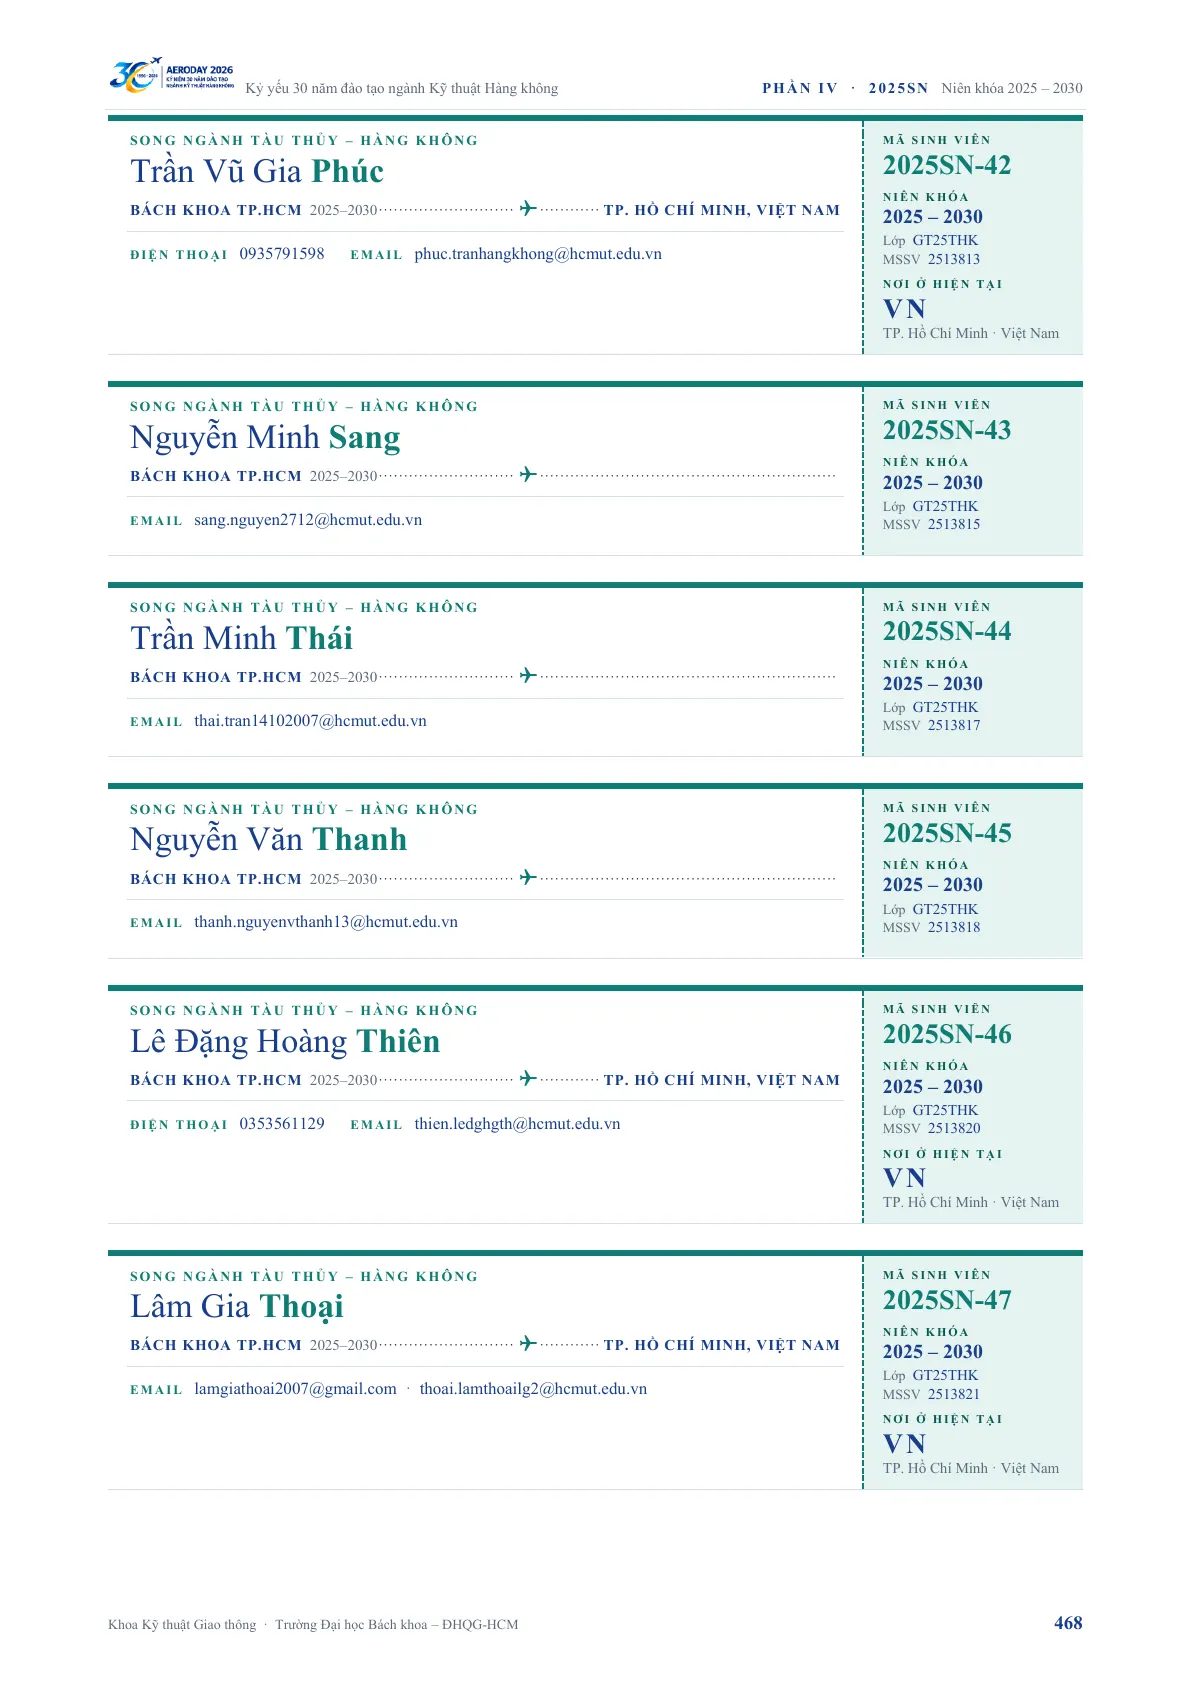 30
1996 - 2026
AERODAY 2026
KỶ NIỆM 30 NĂM ĐÀO TẠO
NGÀNH KỸ THUẬT HÀNG KHÔNG
Kỷ yếu 30 năm đào tạo ngành Kỹ thuật Hàng không
PHẦN IV · 2025SN Niên khóa 2025 – 2030
SONG NGÀNH TÀU THỦY – HÀNG KHÔNG
Trần Vũ Gia Phúc
BÁCH KHOA TP.HCM 2025–2030 TP. HỒ CHÍ MINH, VIỆT NAM
ĐIỆN THOẠI 0935791598 EMAIL phuc.tranhangkhong@hcmut.edu.vn
MÃ SINH VIÊN
2025SN-42
NIÊN KHÓA
2025 – 2030
Lớp GT25THK
MSSV 2513813
NƠI Ở HIỆN TẠI
VN
TP. Hồ Chí Minh · Việt Nam
SONG NGÀNH TÀU THỦY – HÀNG KHÔNG
Nguyễn Minh Sang
BÁCH KHOA TP.HCM 2025–2030
EMAIL sang.nguyen2712@hcmut.edu.vn
MÃ SINH VIÊN
2025SN-43
NIÊN KHÓA
2025 – 2030
Lớp GT25THK
MSSV 2513815
SONG NGÀNH TÀU THỦY – HÀNG KHÔNG
Trần Minh Thái
BÁCH KHOA TP.HCM 2025–2030
EMAIL thai.tran14102007@hcmut.edu.vn
MÃ SINH VIÊN
2025SN-44
NIÊN KHÓA
2025 – 2030
Lớp GT25THK
MSSV 2513817
SONG NGÀNH TÀU THỦY – HÀNG KHÔNG
Nguyễn Văn Thanh
BÁCH KHOA TP.HCM 2025–2030
EMAIL thanh.nguyenvthanh13@hcmut.edu.vn
MÃ SINH VIÊN
2025SN-45
NIÊN KHÓA
2025 – 2030
Lớp GT25THK
MSSV 2513818
SONG NGÀNH TÀU THỦY – HÀNG KHÔNG
Lê Đặng Hoàng Thiên
BÁCH KHOA TP.HCM 2025–2030 TP. HỒ CHÍ MINH, VIỆT NAM
ĐIỆN THOẠI 0353561129 EMAIL thien.ledghgth@hcmut.edu.vn
MÃ SINH VIÊN
2025SN-46
NIÊN KHÓA
2025 – 2030
Lớp GT25THK
MSSV 2513820
NƠI Ở HIỆN TẠI
VN
TP. Hồ Chí Minh · Việt Nam
SONG NGÀNH TÀU THỦY – HÀNG KHÔNG
Lâm Gia Thoại
BÁCH KHOA TP.HCM 2025–2030 TP. HỒ CHÍ MINH, VIỆT NAM
EMAIL lamgiathoai2007@gmail.com · thoai.lamthoailg2@hcmut.edu.vn
MÃ SINH VIÊN
2025SN-47
NIÊN KHÓA
2025 – 2030
Lớp GT25THK
MSSV 2513821
NƠI Ở HIỆN TẠI
VN
TP. Hồ Chí Minh · Việt Nam
Khoa Kỹ thuật Giao thông · Trường Đại học Bách khoa – ĐHQG-HCM
468